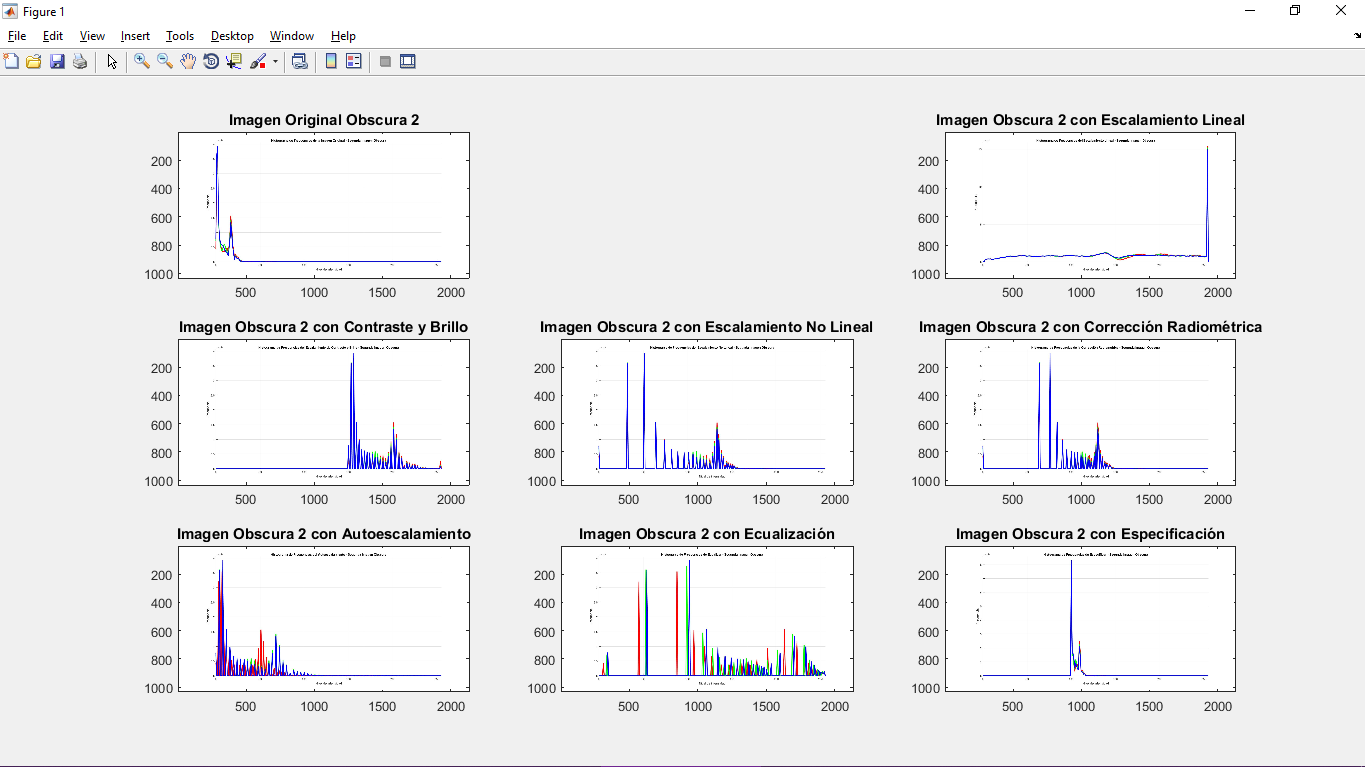 Figure 1
File Edit View Insert Tools Desktop Window Help
Imagen Original Obscura 2
200
400
600
800
1000
500 1000 1500 2000
Imagen Obscura 2 con Escalamiento Lineal
200
400
600
800
1000
500 1000 1500 2000
Imagen Obscura 2 con Contraste y Brillo
200
400
600
800
1000
500 1000 1500 2000
Imagen Obscura 2 con Escalamiento No Lineal
200
400
600
800
1000
500 1000 1500 2000
Imagen Obscura 2 con Corrección Radiométrica
200
400
600
800
1000
500 1000 1500 2000
Imagen Obscura 2 con Autoescalamiento
200
400
600
800
1000
500 1000 1500 2000
Imagen Obscura 2 con Ecualización
200
400
600
800
1000
500 1000 1500 2000
Imagen Obscura 2 con Especificación
200
400
600
800
1000
500 1000 1500 2000